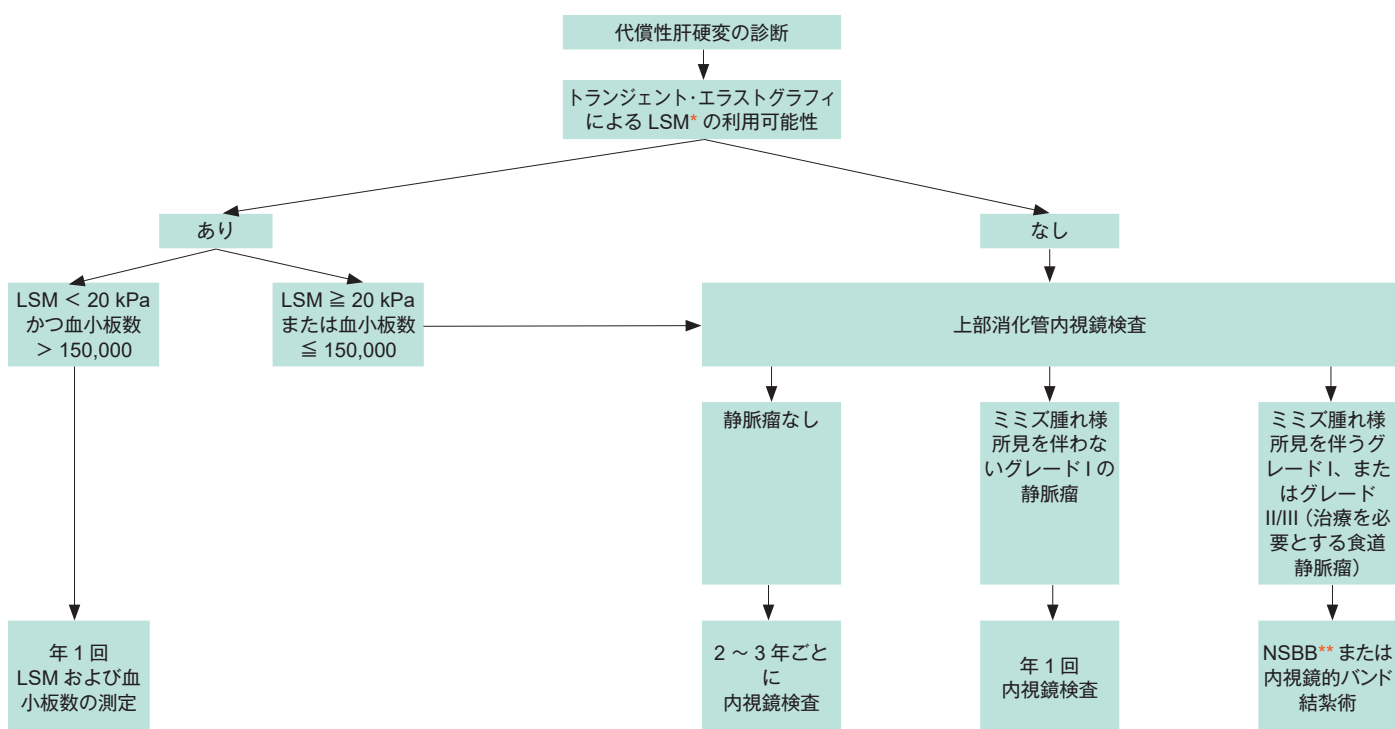 代償性肝硬変の診断
トランジェント・エラストグラフィ
による LSM* の利用可能性
あり
なし
LSM < 20 kPa
かつ血小板数
> 150,000
LSM ≧ 20 kPa
または血小板数
≦ 150,000
上部消化管内視鏡検査
静脈瘤なし
ミミズ腫れ様
所見を伴わな
いグレード I の
静脈瘤
ミミズ腫れ様
所見を伴うグ
レード I、また
はグレード
II/III（治療を必
要とする食道
静脈瘤）
年 1 回
LSM および血
小板数の測定
2 ～ 3 年ごと
に
内視鏡検査
年 1 回
内視鏡検査
NSBB** または
内視鏡的バンド
結紮術